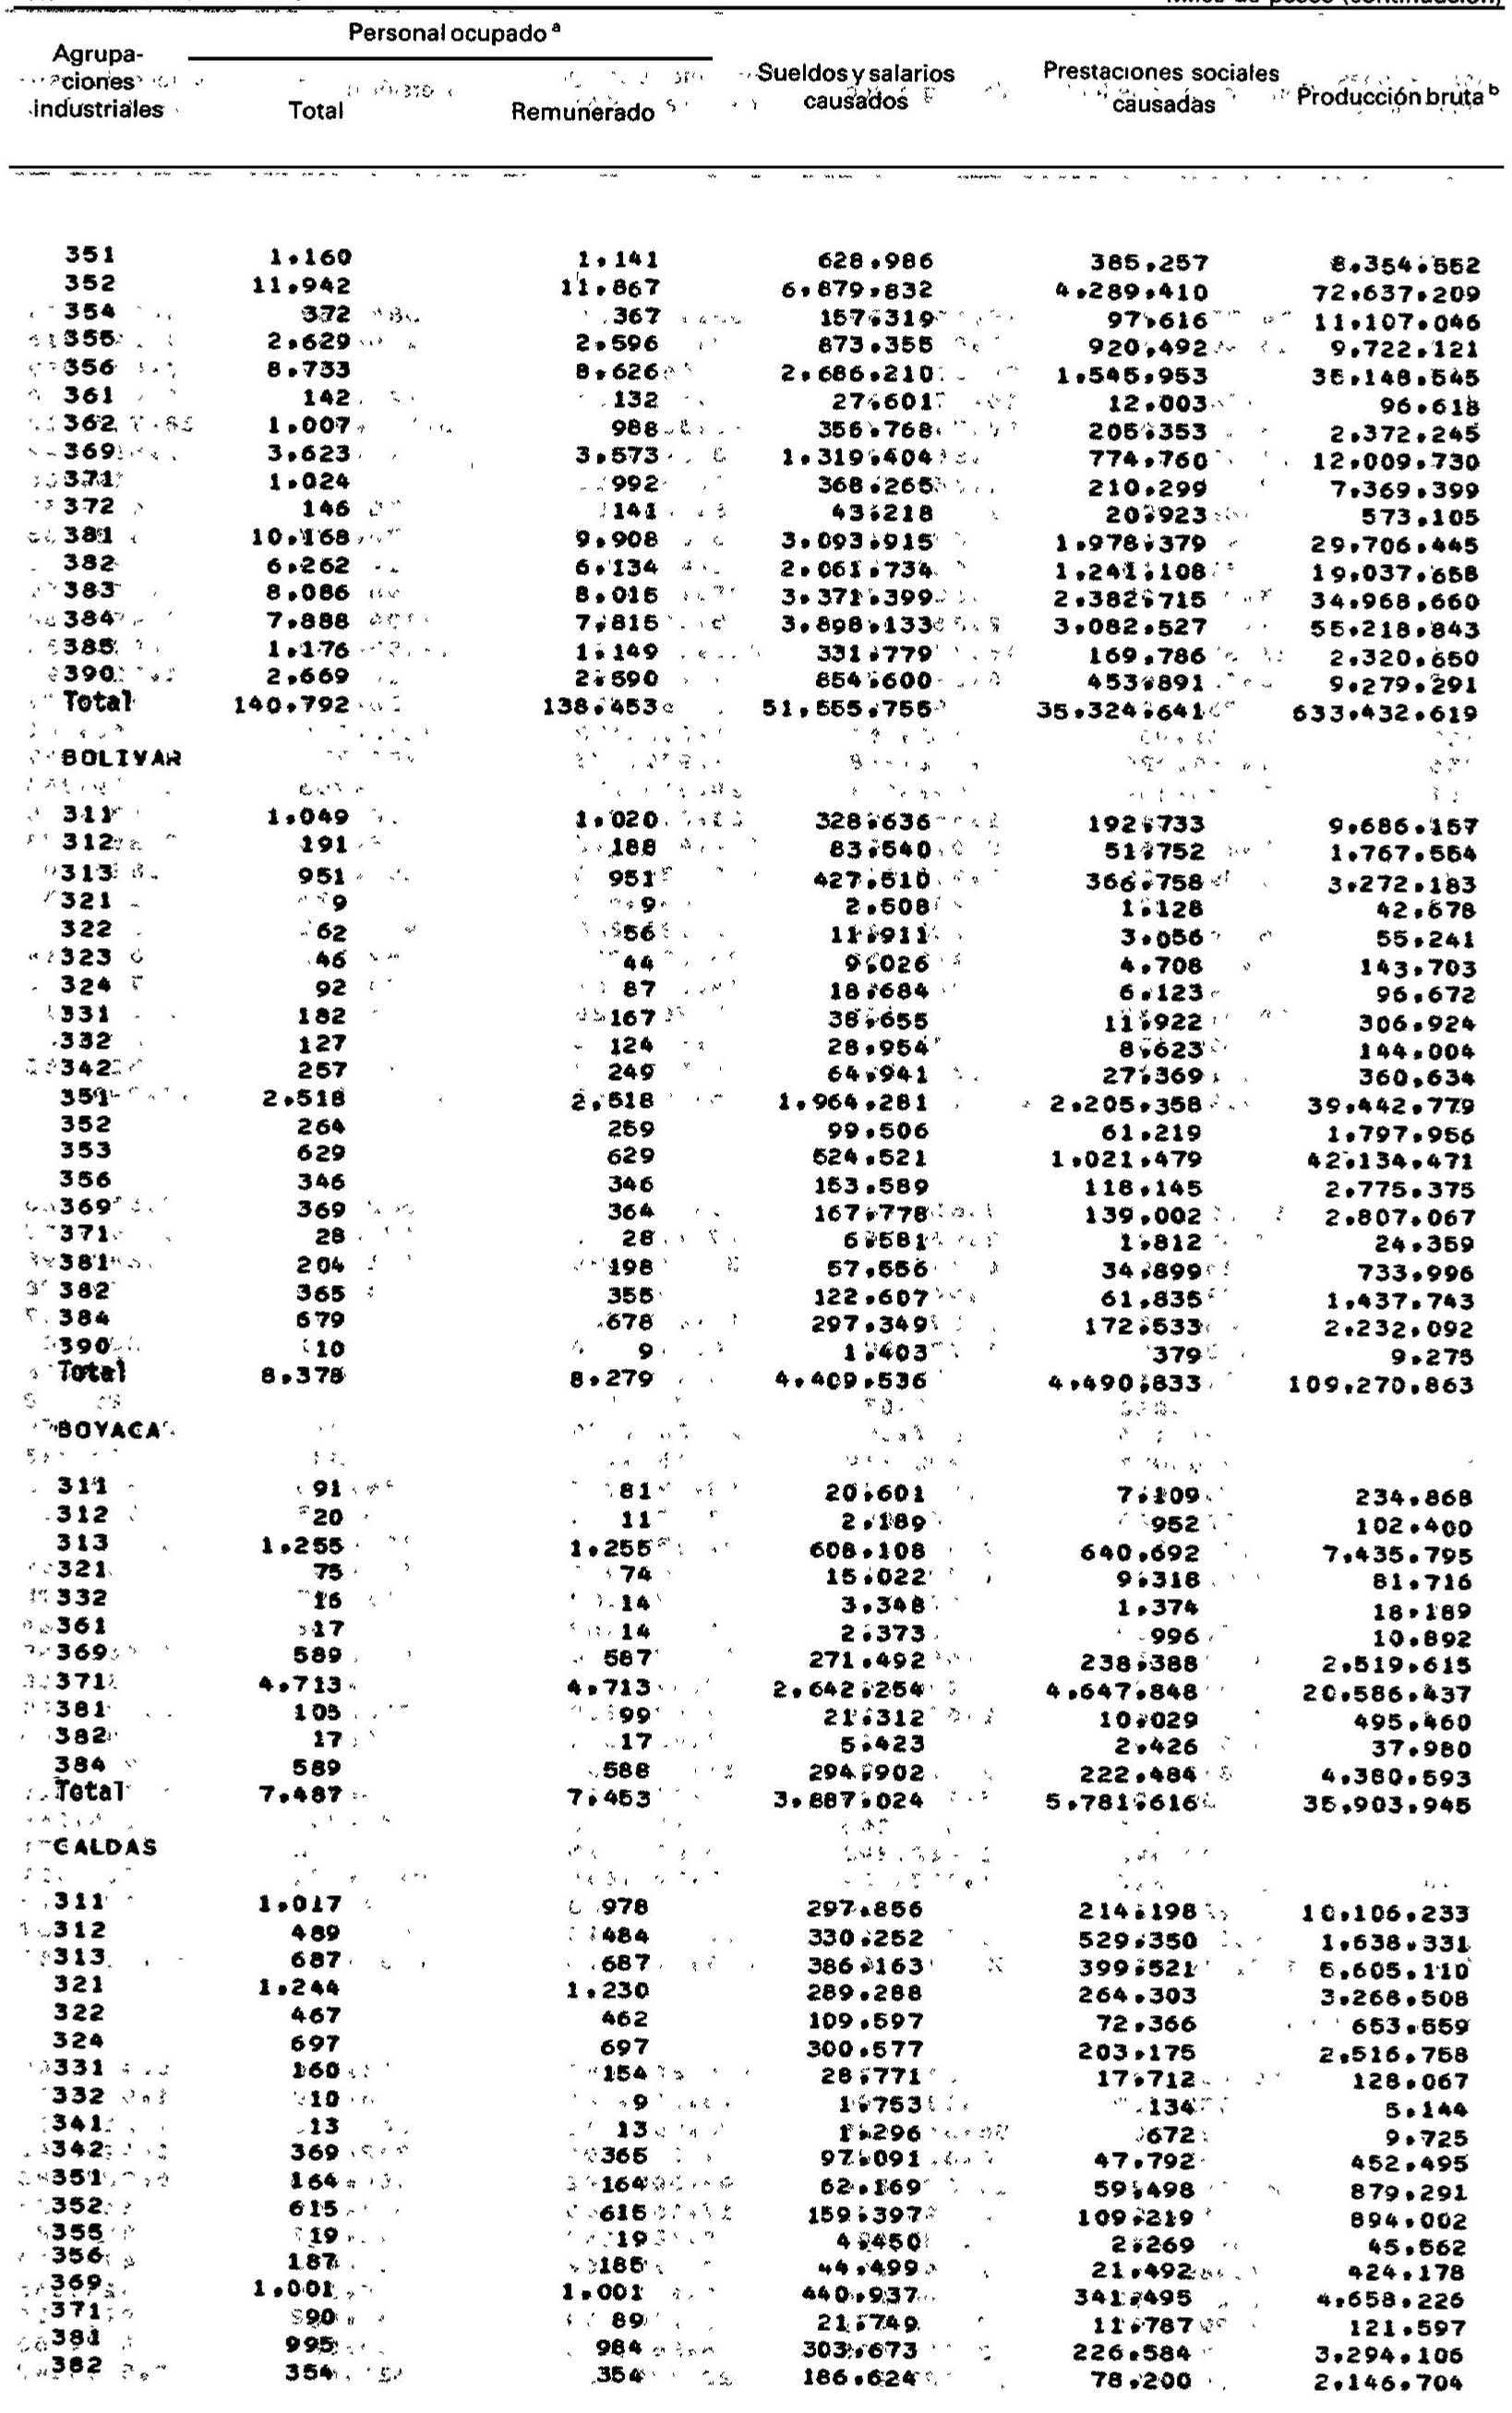 Miles de pesos (continuación)
Agrupaciones industriales Personal ocupado a Total Remunerado Sueldos y salarios causados Prestaciones sociales causadas Producción bruta b
351 1.160 1.141 628.986 385.257 8.354.552
352 11.942 11.867 6.879.832 4.289.410 72.637.209
354 372 367 157.319 97.616 11.107.046
355 2.629 2.596 873.355 920.492 9.722.121
356 8.733 8.626 2.686.210 1.545.953 35.148.545
361 142 132 27.601 12.003 96.618
362 1.007 988 356.768 205.353 2.372.245
369 3.623 3.573 1.319.404 774.760 12.009.730
371 1.024 992 368.265 210.299 7.369.399
372 146 141 43.218 20.923 573.105
381 10.168 9.908 3.093.915 1.978.379 29.706.445
382 6.262 6.134 2.061.734 1.241.108 19.037.658
383 8.086 8.015 3.371.399 2.382.715 34.968.660
384 7.888 7.815 3.898.133 3.082.527 55.218.843
385 1.176 1.149 331.779 169.786 2.320.650
390 2.669 2.590 854.600 453.891 9.279.291
Total 140.792 138.453 51.555.755 35.324.641 633.432.619
BOLIVAR
311 1.049 1.020 328.636 192.733 9.686.157
312 191 188 83.540 51.752 1.767.554
313 951 951 427.510 366.758 3.272.183
321 9 9 2.508 1.128 42.678
322 62 56 11.911 3.056 55.241
323 46 44 9.026 4.708 143.703
324 92 87 18.684 6.123 96.672
331 182 167 38.655 11.922 306.924
332 127 124 28.954 8.623 144.004
342 257 249 64.941 27.369 360.634
351 2.518 2.518 1.964.281 2.205.358 39.442.779
352 264 259 99.506 61.219 1.797.956
353 629 629 524.521 1.021.479 42.134.471
356 346 346 153.589 118.145 2.775.375
369 369 364 167.778 139.002 2.807.067
371 28 28 6.581 1.812 24.359
381 204 198 57.556 34.899 733.996
382 365 355 122.607 61.835 1.437.743
384 679 678 297.349 172.533 2.232.092
390 10 9 1.403 379 9.275
Total 8.378 8.279 4.409.536 4.490.833 109.270.863
BOYACA
311 91 81 20.601 7.109 234.868
312 20 11 2.189 952 102.400
313 1.255 1.255 608.108 640.692 7.435.795
321 75 74 15.022 9.318 81.716
332 16 14 3.348 1.374 18.189
361 17 14 2.373 996 10.892
369 589 587 271.492 238.388 2.519.615
371 4.713 4.713 2.642.254 4.647.848 20.586.437
381 105 99 21.312 10.029 495.460
382 17 17 5.423 2.426 37.980
384 589 588 294.902 222.484 4.380.593
Total 7.487 7.453 3.887.024 5.781.616 35.903.945
CALDAS
311 1.017 978 297.856 214.198 10.106.233
312 489 484 330.252 529.350 1.638.331
313 687 687 386.163 399.521 5.605.110
321 1.244 1.230 289.288 264.303 3.268.508
322 467 462 109.597 72.366 653.559
324 697 697 300.577 203.175 2.516.758
331 160 154 28.771 17.712 128.067
332 10 9 1.753 134 5.144
341 13 13 1.296 672 9.725
342 369 365 97.091 47.792 452.495
351 164 164 62.169 59.498 879.291
352 615 615 159.397 109.219 894.002
355 19 19 4.450 2.269 45.562
356 187 185 44.499 21.492 424.178
369 1.001 1.001 440.937 341.495 4.658.226
371 90 89 21.749 11.787 121.597
381 995 984 303.673 226.584 3.294.106
382 354 354 186.624 78.200 2.146.704